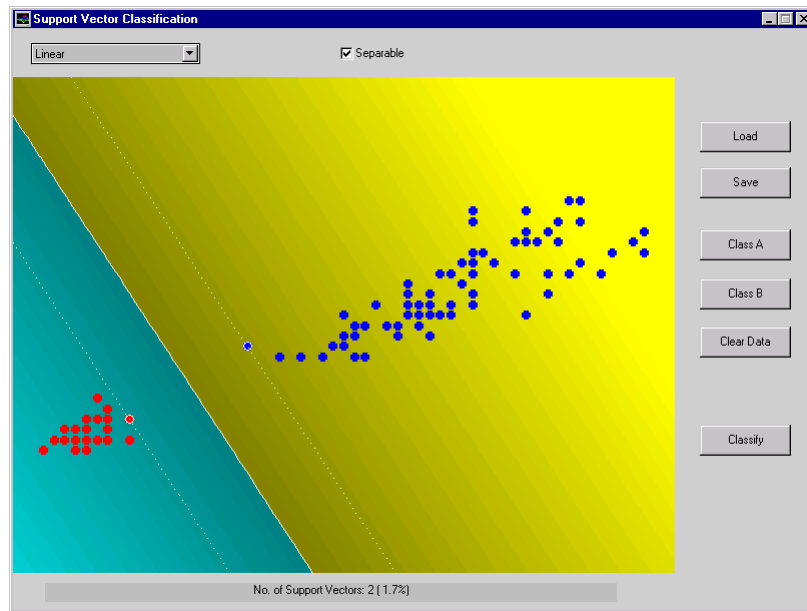 Support Vector Classification
Linear
Separable
Load
Save
Class A
Class B
Clear Data
Classify
No. of Support Vectors: 2 ( 1.7%)